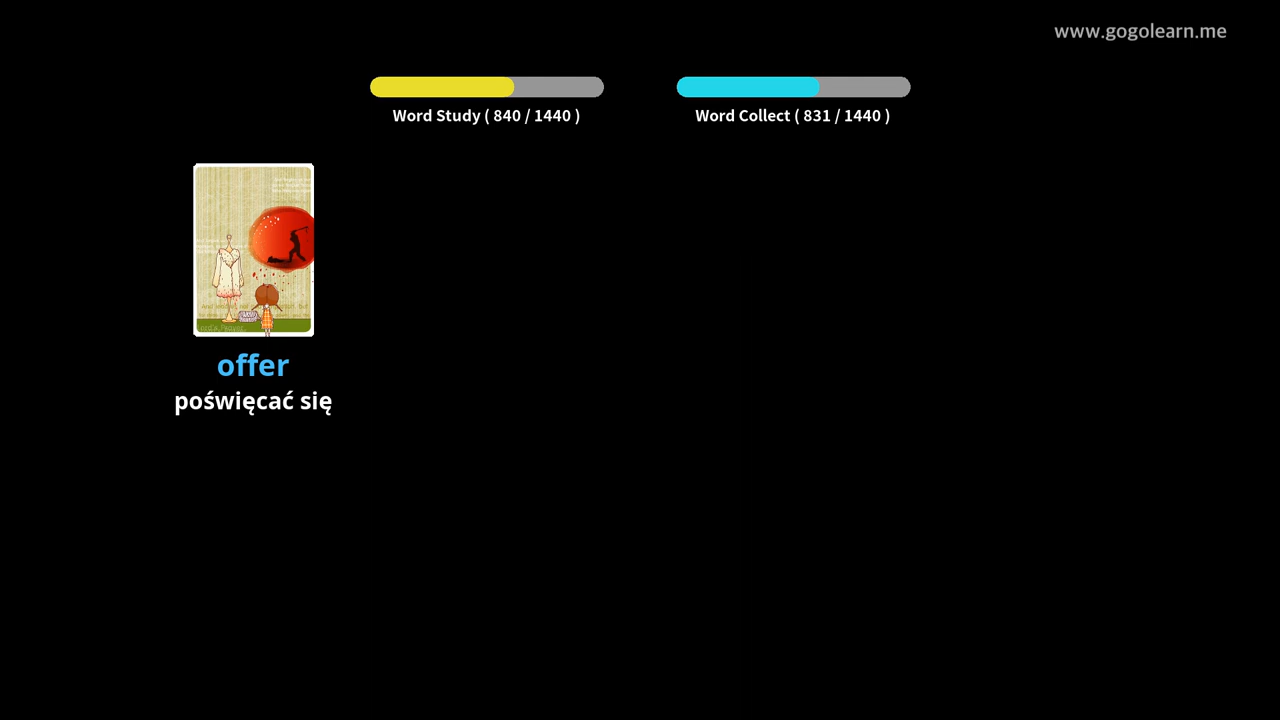 www.gogolearn.me
Word Study ( 840 / 1440 )
Word Collect ( 831 / 1440 )
offer
poświęcać się